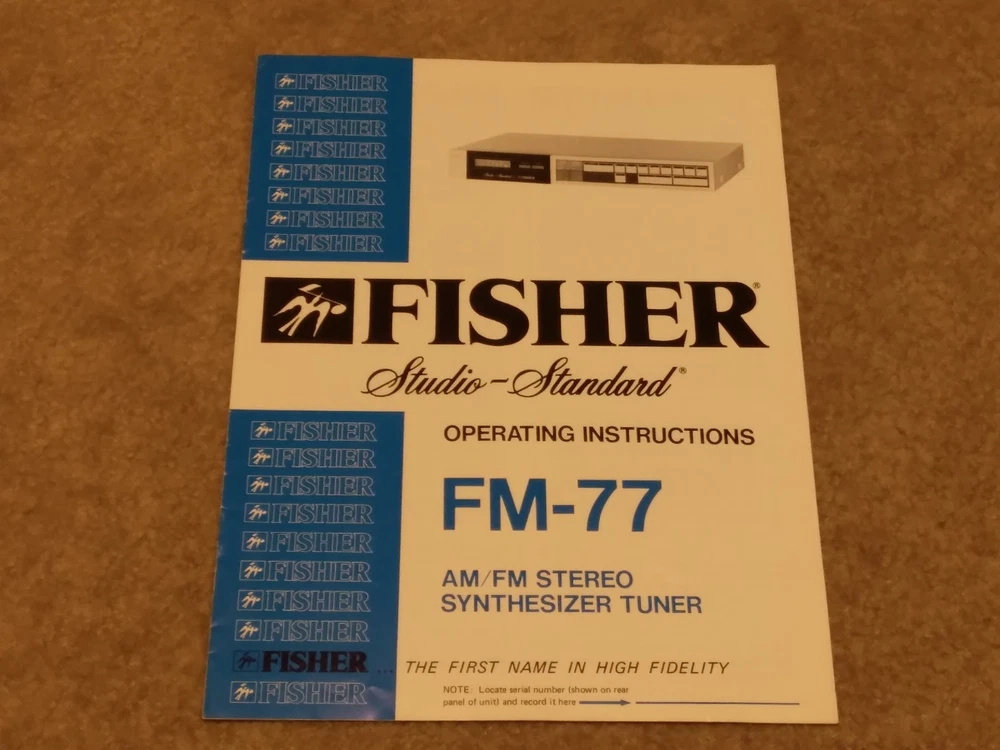 FISHER
FISHER
FISHER
FISHER
FISHER
FISHER
FISHER
FISHER
FISHER®
Studio-Standard®
OPERATING INSTRUCTIONS
FM-77
AM/FM STEREO
SYNTHESIZER TUNER
FISHER
FISHER
FISHER
FISHER
FISHER
FISHER
FISHER
FISHER
FISHER ... THE FIRST NAME IN HIGH FIDELITY
FISHER
NOTE: Locate serial number (shown on rear
panel of unit) and record it here